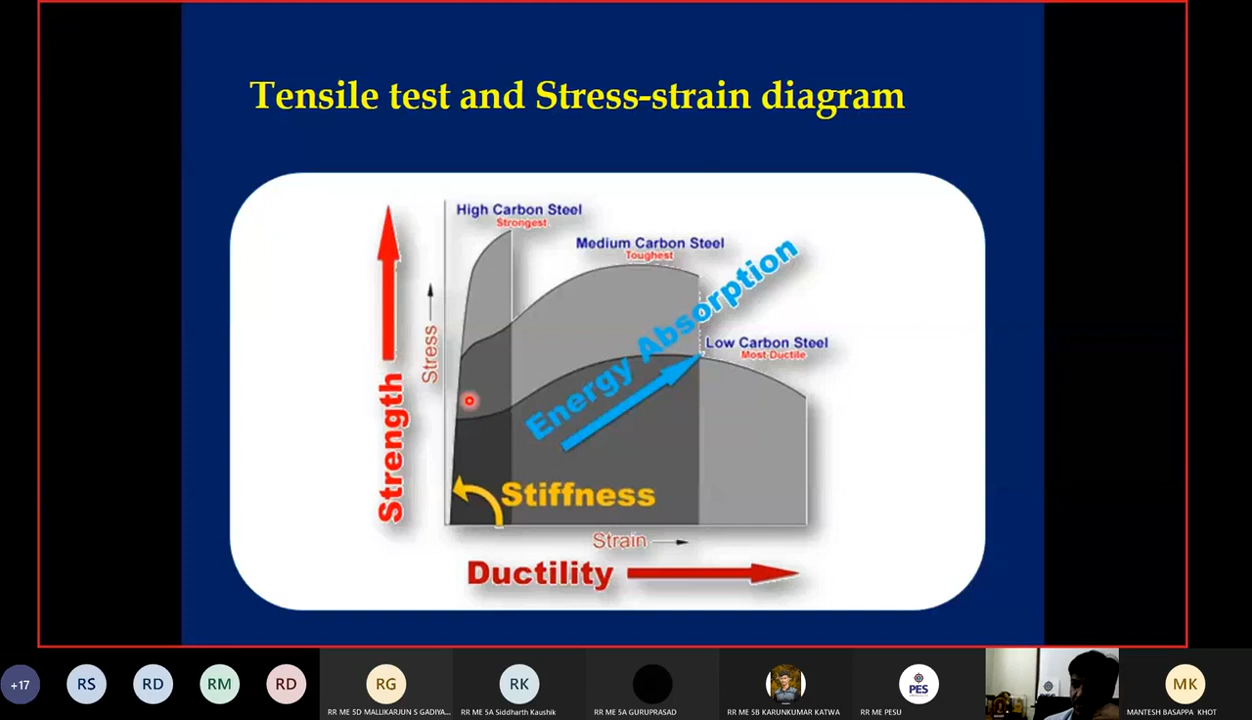 Tensile test and Stress-strain diagram
High Carbon Steel
Strongest
Medium Carbon Steel
Toughest
Energy Absorption
Low Carbon Steel
Most Ductile
Strength
Stress
Stiffness
Strain
Ductility
+17
RS
RD
RM
RD
RG
RK
PES
MK
RR ME 5D MALLIKARJUN S GADIYA...
RR ME 5A Siddharth Kaushik
RR ME 5A GURUPRASAD
RR ME 5B KARUNKUMAR KATWA
RR ME PESU
MANTESH BASAPPA KHOT